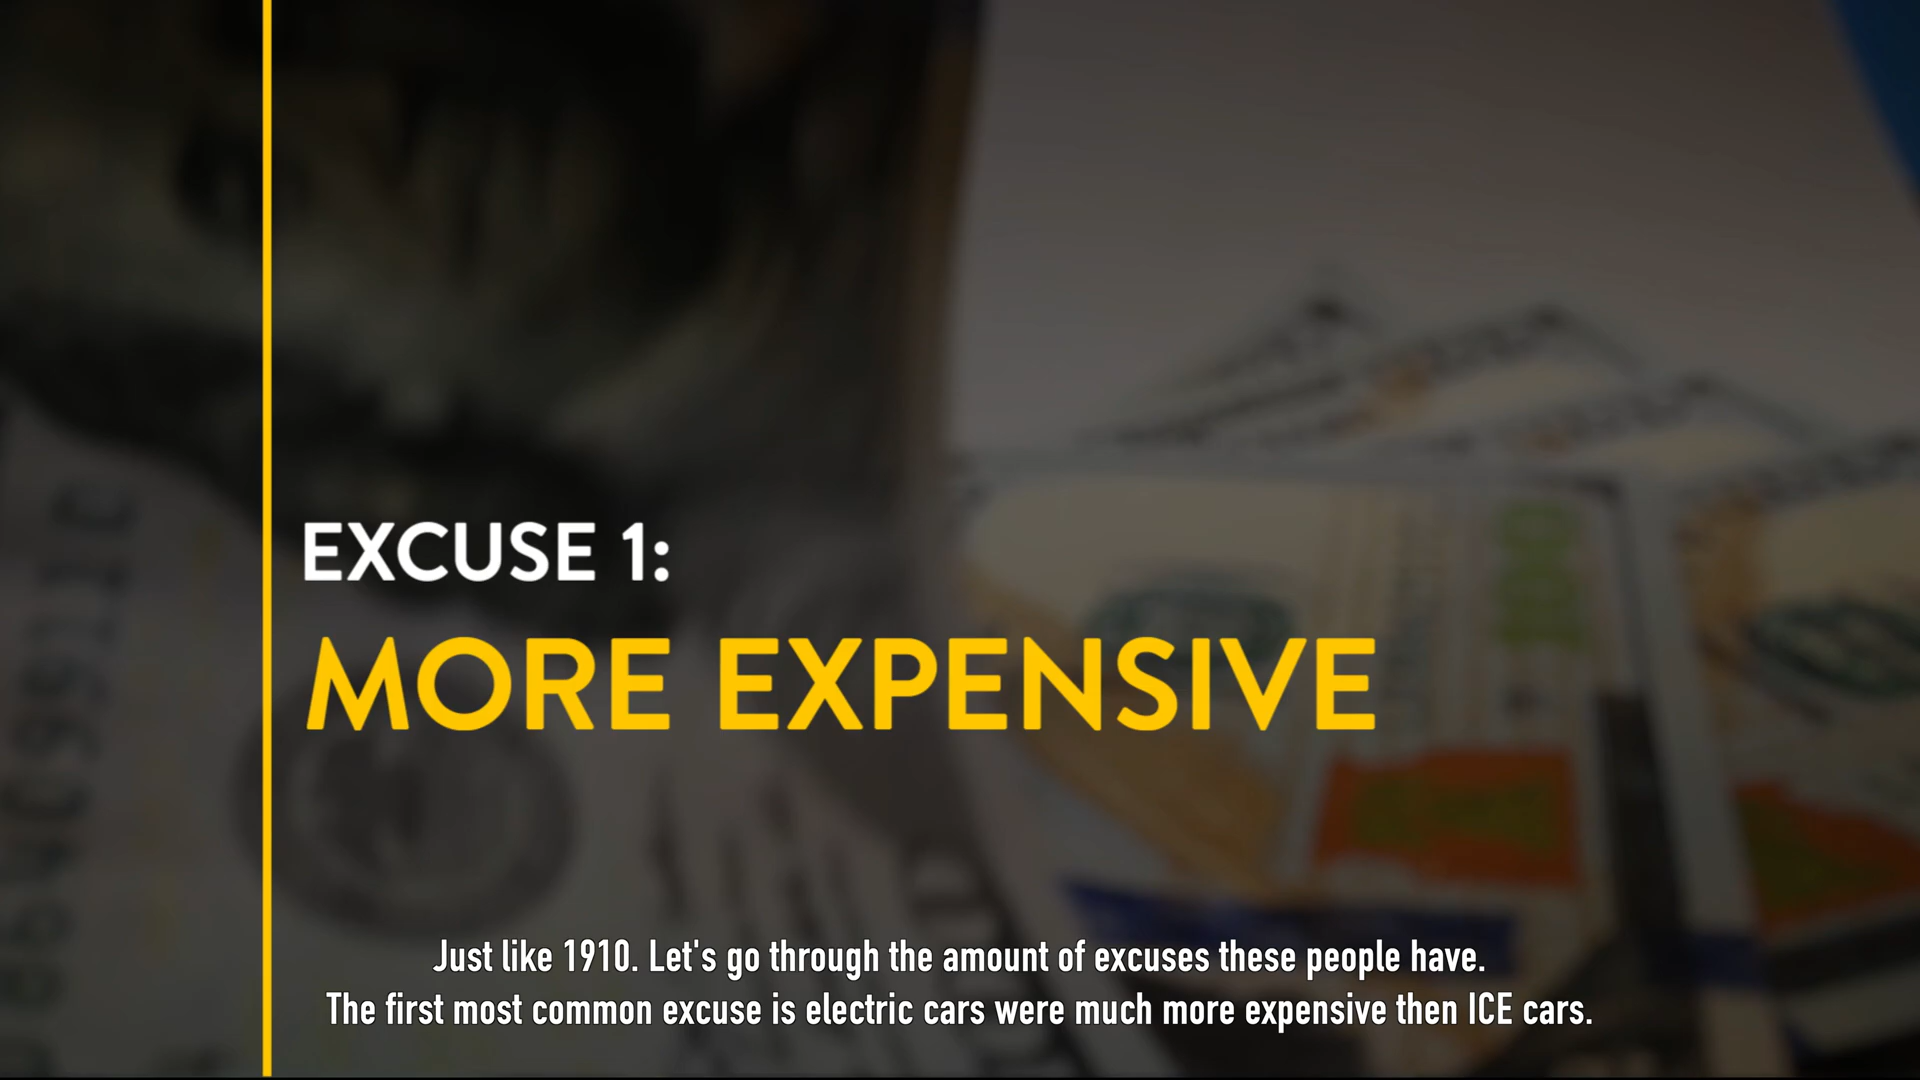 EXCUSE 1:
MORE EXPENSIVE
Just like 1910. Let's go through the amount of excuses these people have.
The first most common excuse is electric cars were much more expensive then ICE cars.